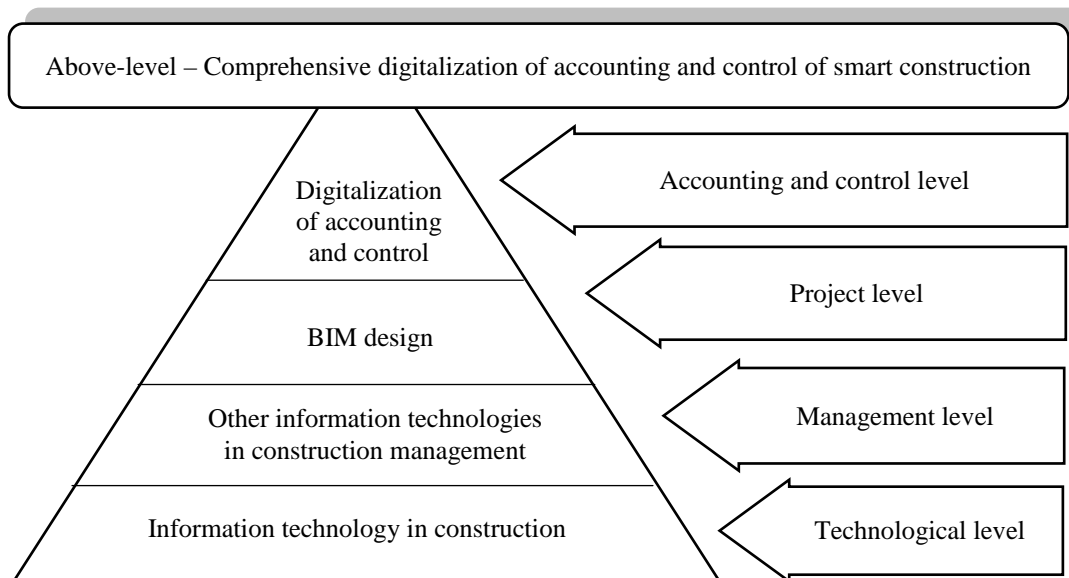 Above-level – Comprehensive digitalization of accounting and control of smart construction
Digitalization
of accounting
and control
Accounting and control level
BIM design
Project level
Other information technologies
in construction management
Management level
Information technology in construction
Technological level